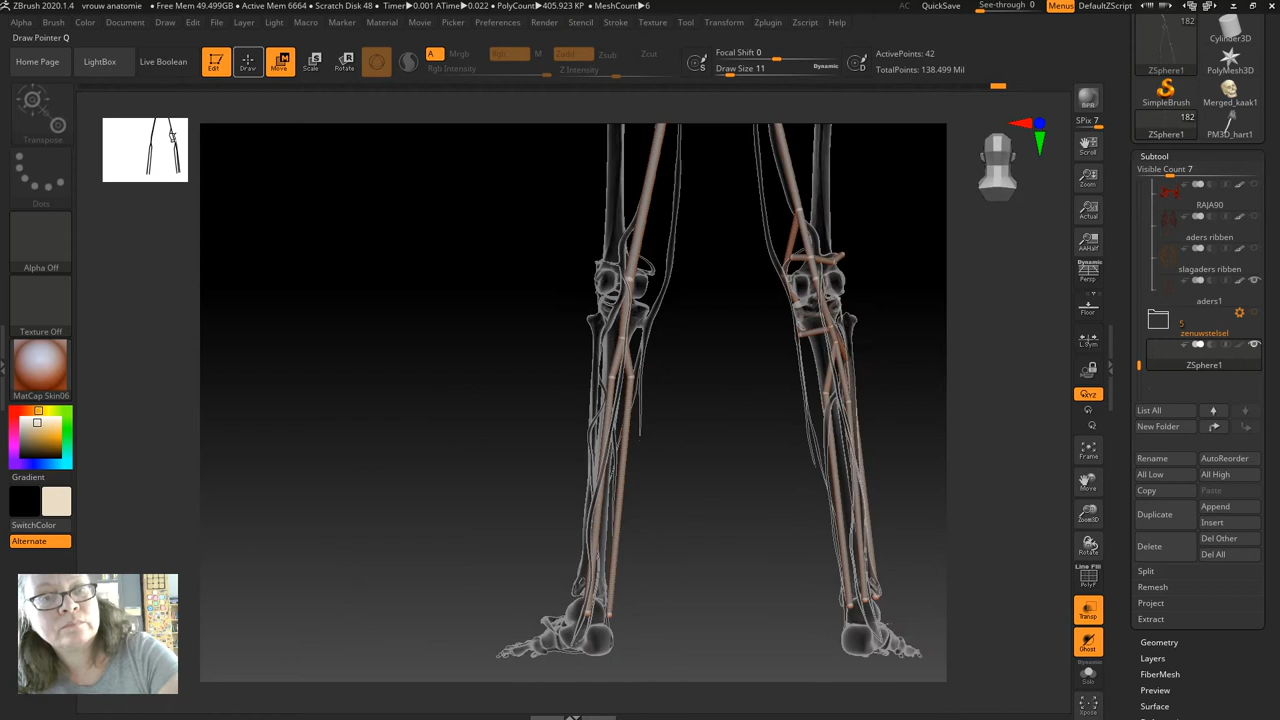 ZBrush 2020.1.4 vrouw anatomie • Free Mem 49.499GB • Active Mem 6664 • Scratch Disk 48 • Timer▶0.001 ATime▶0.022 • PolyCount▶405.923 KP • MeshCount▶6 AC QuickSave See-through 0 Menus DefaultZScript
Alpha Brush Color Document Draw Edit File Layer Light Macro Marker Material Movie Picker Preferences Render Stencil Stroke Texture Tool Transform Zplugin Zscript Help
Draw Pointer Q
Home Page LightBox Live Boolean Edit Draw Move Scale Rotate
A Mrgb Rgb M Zadd Zsub Zcut
Rgb Intensity Z Intensity
Focal Shift 0
Draw Size 11 Dynamic
S D
ActivePoints: 42
TotalPoints: 138.499 Mil
Transpose
Dots
Alpha Off
Texture Off
MatCap Skin06
Gradient
SwitchColor
Alternate
BPR
SPix 7
Scroll
Zoom
Actual
AAHalf
Dynamic
Persp
Floor
L.Sym
XYZ
Frame
Move
Zoom3D
Rotate
Line Fill
PolyF
Transp
Ghost
Dynamic
Solo
Xpose
182
Cylinder3D
ZSphere1 PolyMesh3D
SimpleBrush Merged_kaak1
182
ZSphere1 PM3D_hart1
Subtool
Visible Count 7
RAJA90
aders ribben
slagaders ribben
aders1
5
zenuwstelsel
ZSphere1
List All
New Folder
Rename AutoReorder
All Low All High
Copy Paste
Duplicate Append
Insert
Delete Del Other
Del All
Split
Remesh
Project
Extract
Geometry
Layers
FiberMesh
Preview
Surface